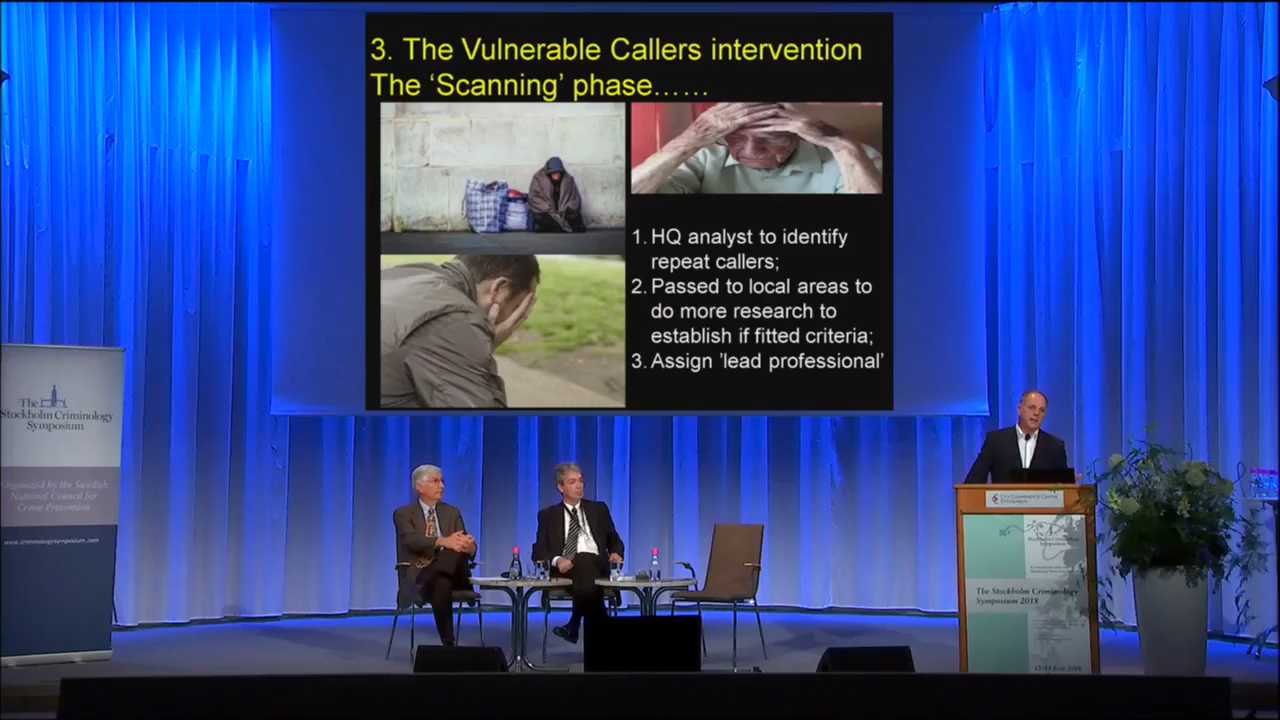 3. The Vulnerable Callers intervention
The ‘Scanning’ phase……
1. HQ analyst to identify
repeat callers;
2. Passed to local areas to
do more research to
establish if fitted criteria;
3. Assign ’lead professional’
The
Stockholm Criminology
Symposium
Organized by the Swedish
National Council for
Crime Prevention
www.criminologysymposium.com
The Stockholm Criminology
Symposium 2018